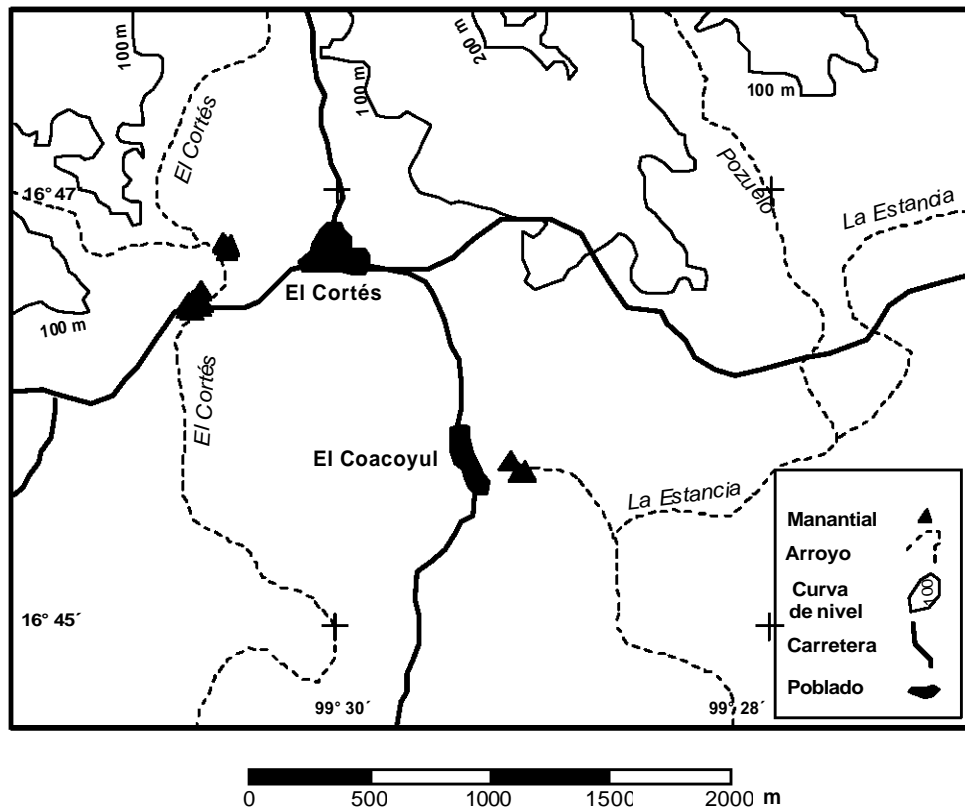 100 m
El Cortés
100 m
200 m
100 m
Pozuelo
16° 47
La Estancia
El Cortés
100 m
El Cortés
El Coacoyul
La Estancia
Manantial
Arroyo
Curva
de nivel
100
Carretera
Poblado
16° 45´
99° 30´
99° 28´
0 500 1000 1500 2000 m